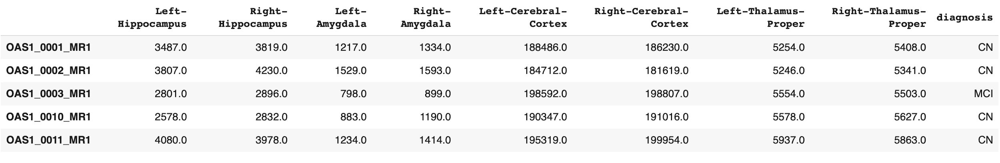 Left- Right- Left- Right- Left-Cerebral- Right-Cerebral- Left-Thalamus- Right-Thalamus- diagnosis
Hippocampus Hippocampus Amygdala Amygdala Cortex Cortex Proper Proper
OAS1_0001_MR1 3487.0 3819.0 1217.0 1334.0 188486.0 186230.0 5254.0 5408.0 CN
OAS1_0002_MR1 3807.0 4230.0 1529.0 1593.0 184712.0 181619.0 5246.0 5341.0 CN
OAS1_0003_MR1 2801.0 2896.0 798.0 899.0 198592.0 198807.0 5554.0 5503.0 MCI
OAS1_0010_MR1 2578.0 2832.0 883.0 1190.0 190347.0 191016.0 5578.0 5627.0 CN
OAS1_0011_MR1 4080.0 3978.0 1234.0 1414.0 195319.0 199954.0 5937.0 5863.0 CN